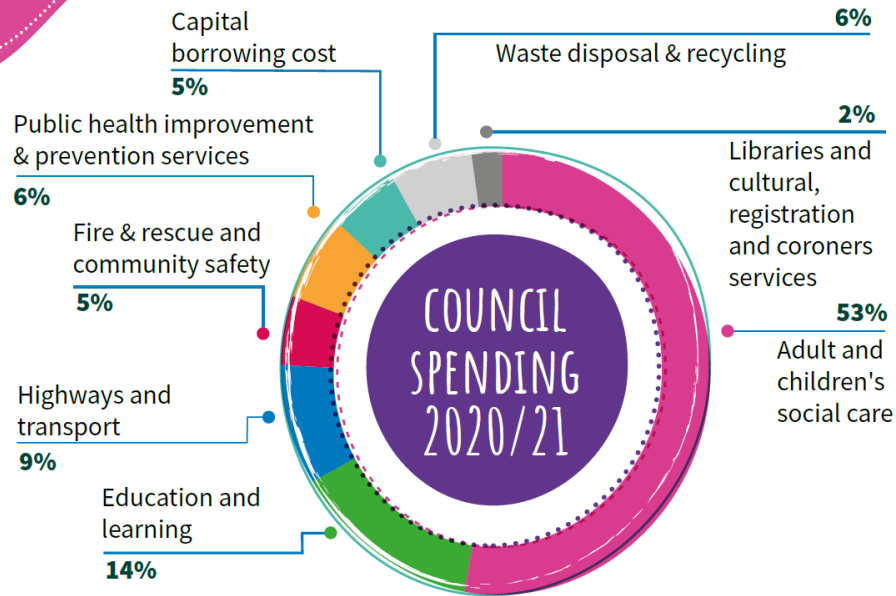 Capital
borrowing cost
5%
6%
Waste disposal & recycling
2%
Libraries and
cultural,
registration
and coroners
services
Public health improvement
& prevention services
6%
Fire & rescue and
community safety
5%
53%
Adult and
children's
social care
COUNCIL
SPENDING
2020/21
Highways and
transport
9%
Education and
learning
14%